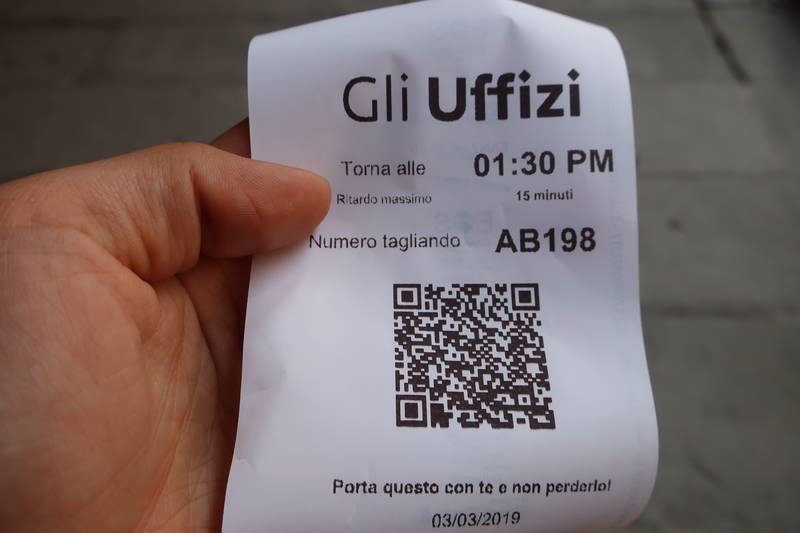 Gli Uffizi
Torna alle 01:30 PM
Ritardo massimo 15 minuti
Numero tagliando AB198
Porta questo con te e non perderlo!
03/03/2019